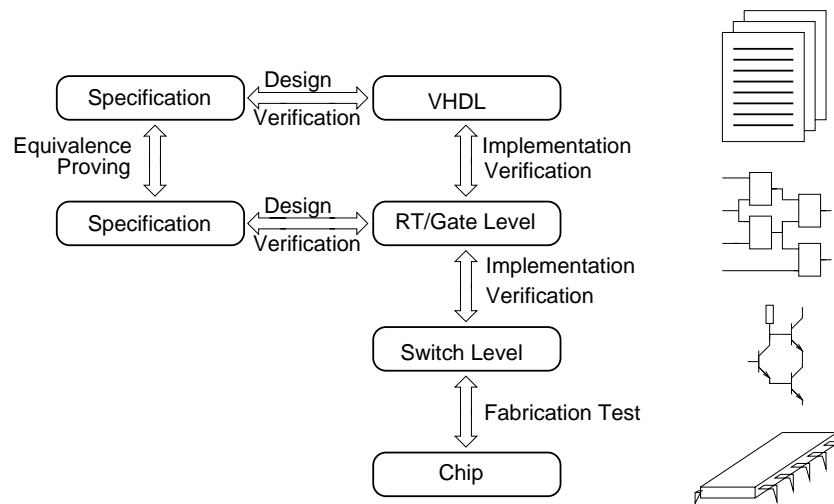 Design
Specification
VHDL
Verification
Equivalence
Proving
Implementation
Verification
Design
Specification
RT/Gate Level
Verification
Implementation
Verification
Switch Level
Fabrication Test
Chip